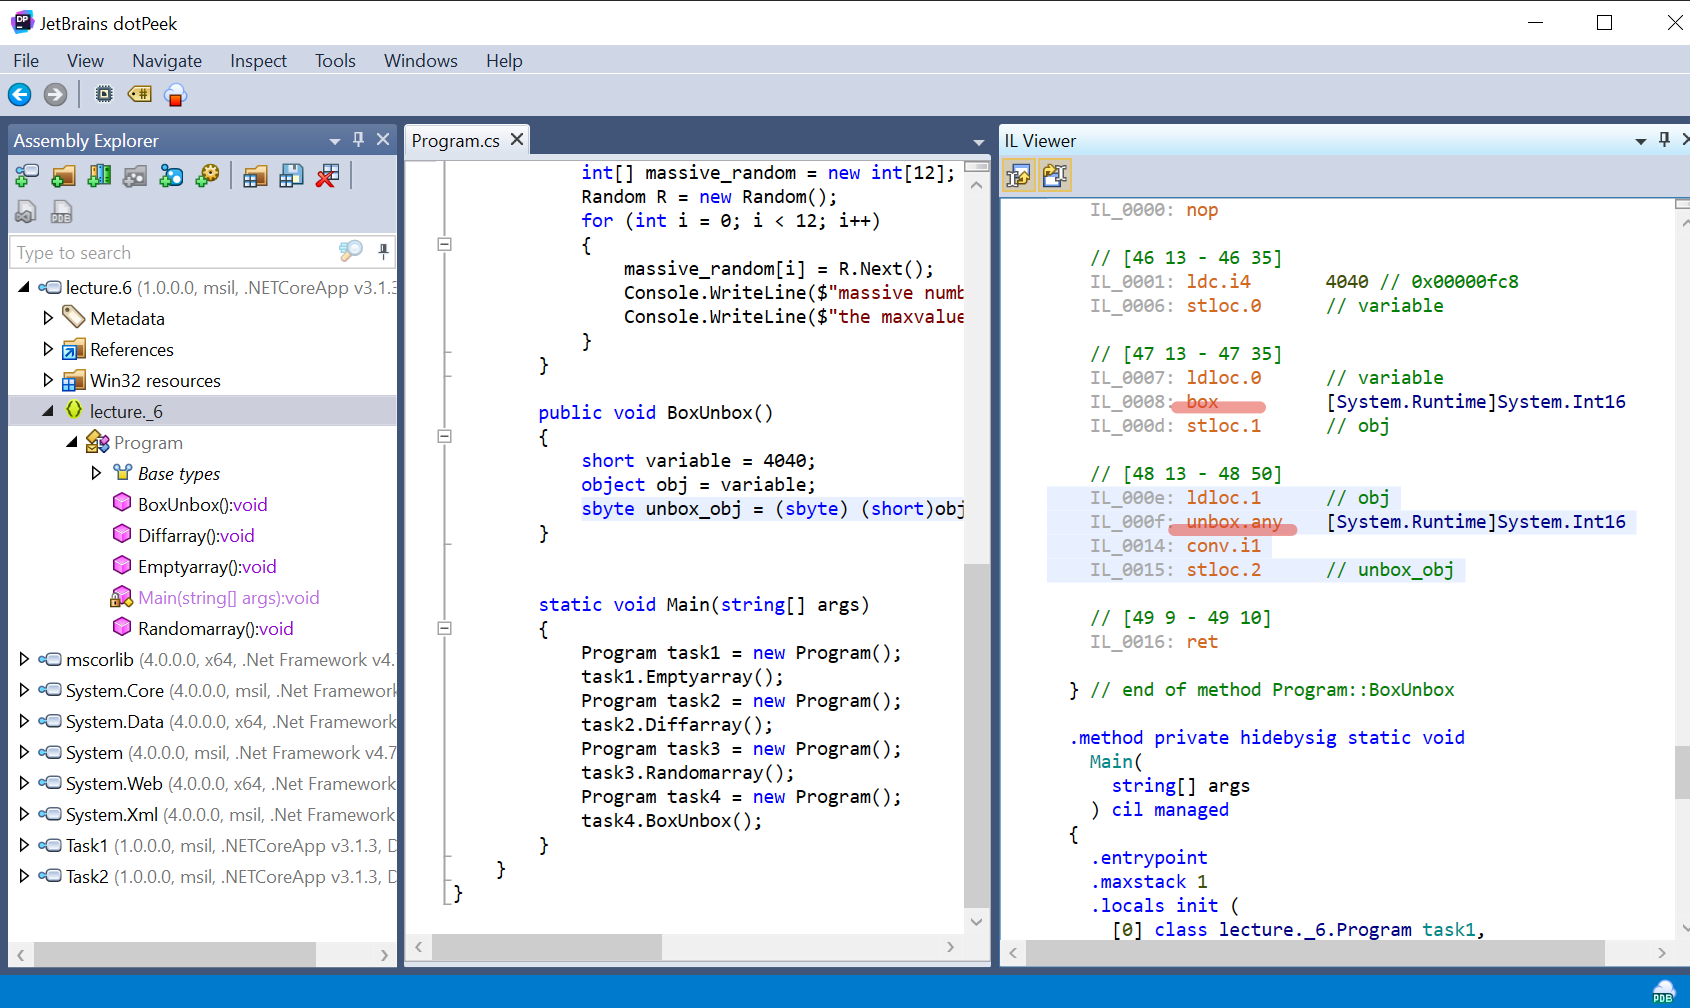 JetBrains dotPeek
File View Navigate Inspect Tools Windows Help
Assembly Explorer
Type to search
lecture.6 (1.0.0.0, msil, .NETCoreApp v3.1.3
Metadata
References
Win32 resources
lecture._6
Program
Base types
BoxUnbox():void
Diffarray():void
Emptyarray():void
Main(string[] args):void
Randomarray():void
mscorlib (4.0.0.0, x64, .Net Framework v4.
System.Core (4.0.0.0, msil, .Net Framework
System.Data (4.0.0.0, x64, .Net Framework
System (4.0.0.0, msil, .Net Framework v4.7
System.Web (4.0.0.0, x64, .Net Framework
System.Xml (4.0.0.0, msil, .Net Framework
Task1 (1.0.0.0, msil, .NETCoreApp v3.1.3, D
Task2 (1.0.0.0, msil, .NETCoreApp v3.1.3, D
Program.cs
int[] massive_random = new int[12];
Random R = new Random();
for (int i = 0; i < 12; i++)
{
massive_random[i] = R.Next();
Console.WriteLine($"massive numb
Console.WriteLine($"the maxvalue
}
}
public void BoxUnbox()
{
short variable = 4040;
object obj = variable;
sbyte unbox_obj = (sbyte) (short)obj
}
static void Main(string[] args)
{
Program task1 = new Program();
task1.Emptyarray();
Program task2 = new Program();
task2.Diffarray();
Program task3 = new Program();
task3.Randomarray();
Program task4 = new Program();
task4.BoxUnbox();
}
}
}
IL Viewer
IL_0000: nop
// [46 13 - 46 35]
IL_0001: ldc.i4 4040 // 0x00000fc8
IL_0006: stloc.0 // variable
// [47 13 - 47 35]
IL_0007: ldloc.0 // variable
IL_0008: box [System.Runtime]System.Int16
IL_000d: stloc.1 // obj
// [48 13 - 48 50]
IL_000e: ldloc.1 // obj
IL_000f: unbox.any [System.Runtime]System.Int16
IL_0014: conv.i1
IL_0015: stloc.2 // unbox_obj
// [49 9 - 49 10]
IL_0016: ret
} // end of method Program::BoxUnbox
.method private hidebysig static void
Main(
string[] args
) cil managed
{
.entrypoint
.maxstack 1
.locals init (
[0] class lecture._6.Program task1,
PDB